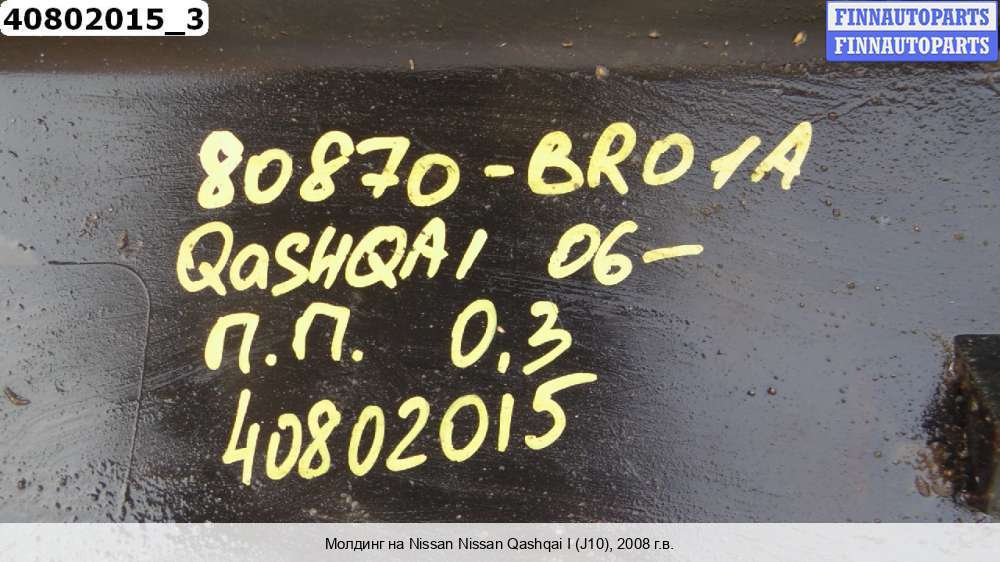 40802015_3
FINNAUTOPARTS
FINNAUTOPARTS
80870-BR01A
QaSHQAI 06-
П.П. 0,3
40802015
Молдинг на Nissan Nissan Qashqai I (J10), 2008 г.в.